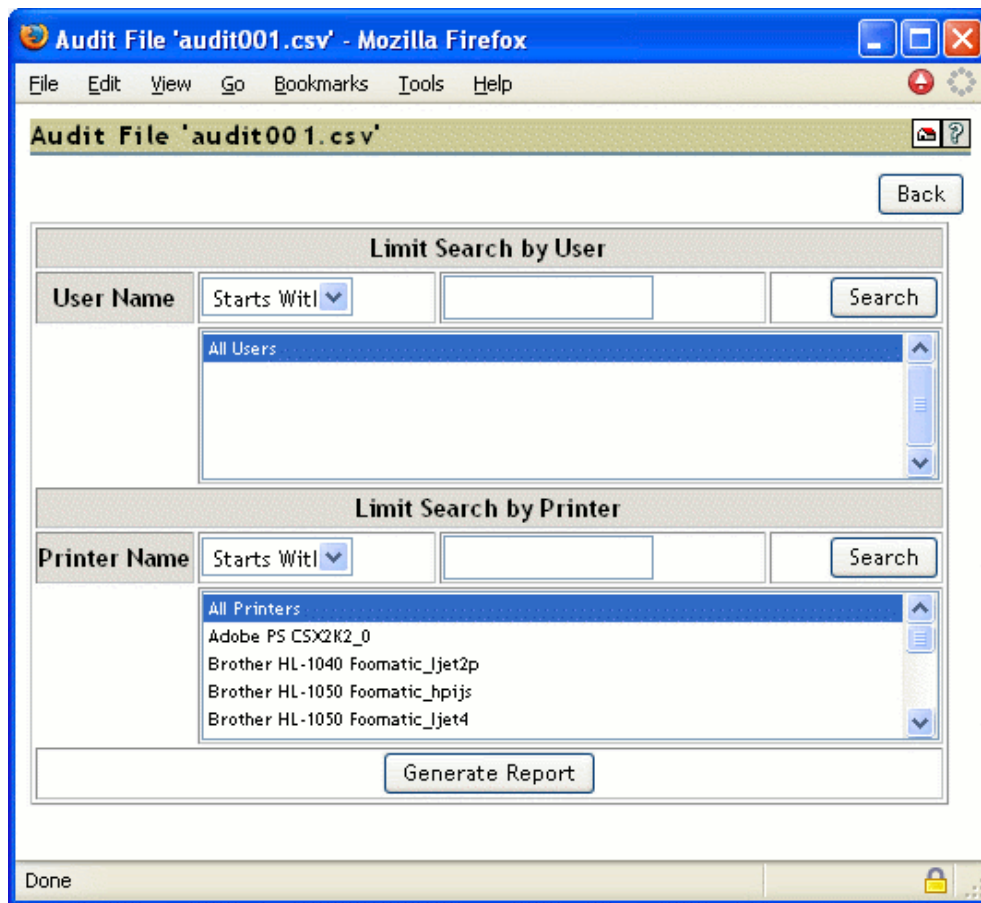 Audit File 'audit001.csv' - Mozilla Firefox
File Edit View Go Bookmarks Tools Help
Audit File 'audit001.csv'
?
Back
Limit Search by User
User Name Starts Witl Search
All Users
Limit Search by Printer
Printer Name Starts Witl Search
All Printers
Adobe PS CSX2K2_0
Brother HL-1040 Foomatic_ljet2p
Brother HL-1050 Foomatic_hpijs
Brother HL-1050 Foomatic_ljet4
Generate Report
Done